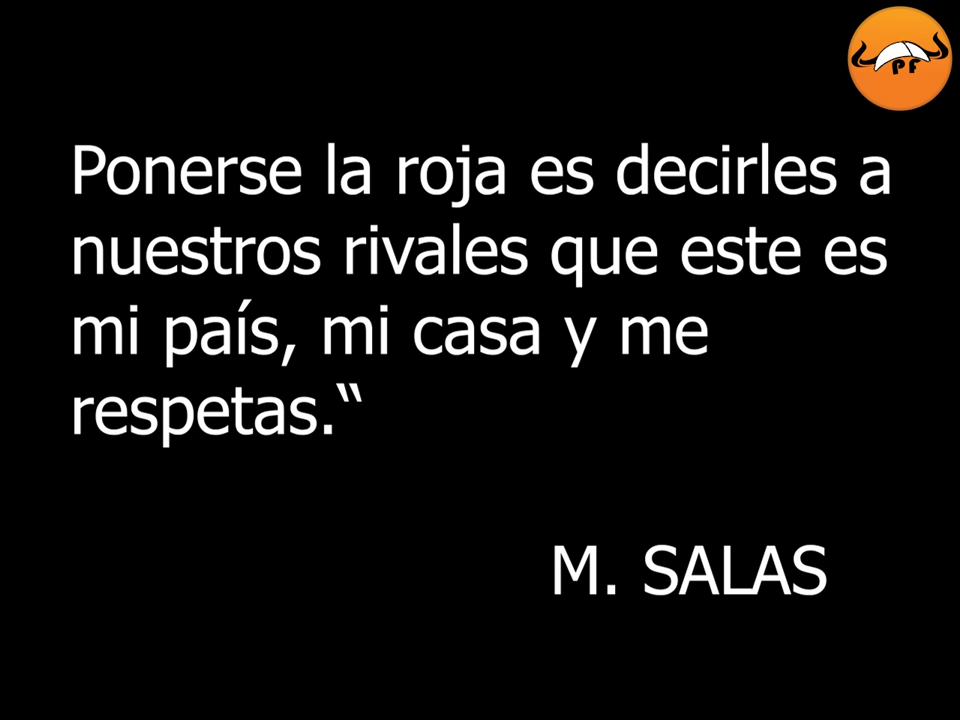 PF
Ponerse la roja es decirles a
nuestros rivales que este es
mi país, mi casa y me
respetas.“
M. SALAS